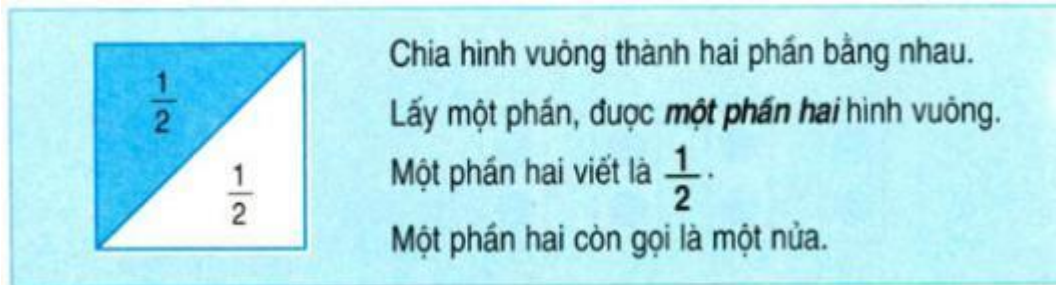 1/2
1/2
Chia hình vuông thành hai phần bằng nhau.
Lấy một phần, được một phần hai hình vuông.
Một phần hai viết là 1/2.
Một phần hai còn gọi là một nửa.